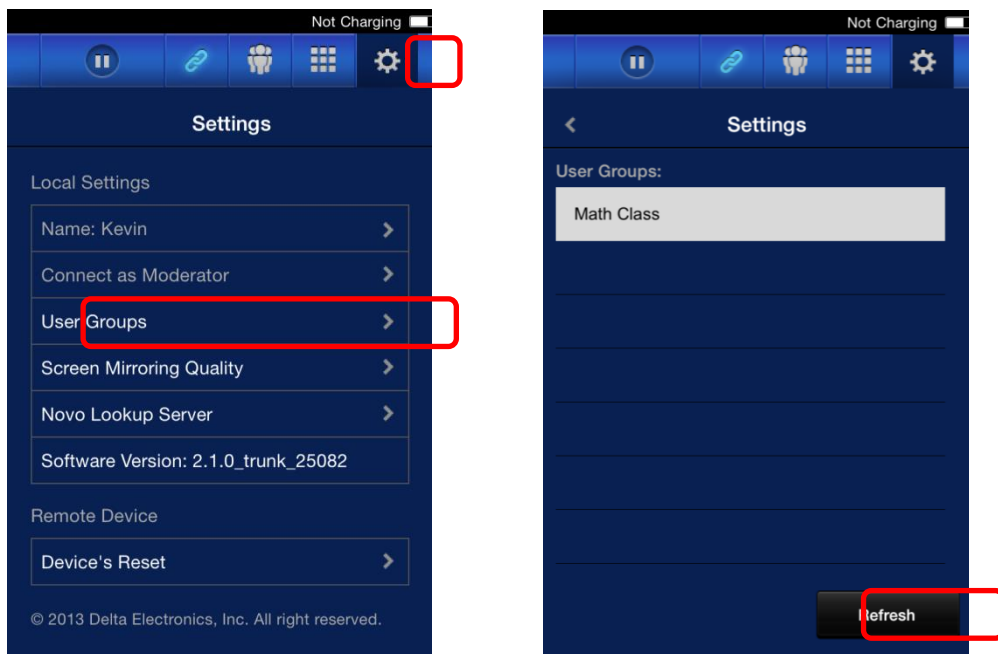 Not Charging
Settings
Local Settings
Name: Kevin
Connect as Moderator
User Groups
Screen Mirroring Quality
Novo Lookup Server
Software Version: 2.1.0_trunk_25082
Remote Device
Device's Reset
© 2013 Delta Electronics, Inc. All right reserved.
Not Charging
Settings
User Groups:
Math Class
Refresh